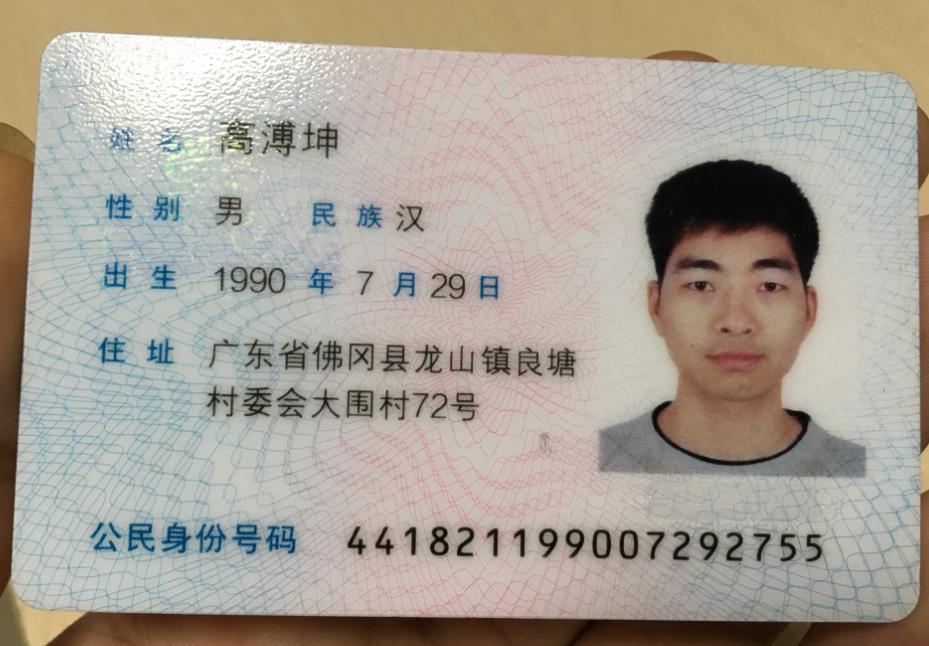 姓名 高溥坤
性别 男 民族 汉
出生 1990 年 7 月 29 日
住址 广东省佛冈县龙山镇良塘
村委会大围村72号
公民身份号码 441821199007292755